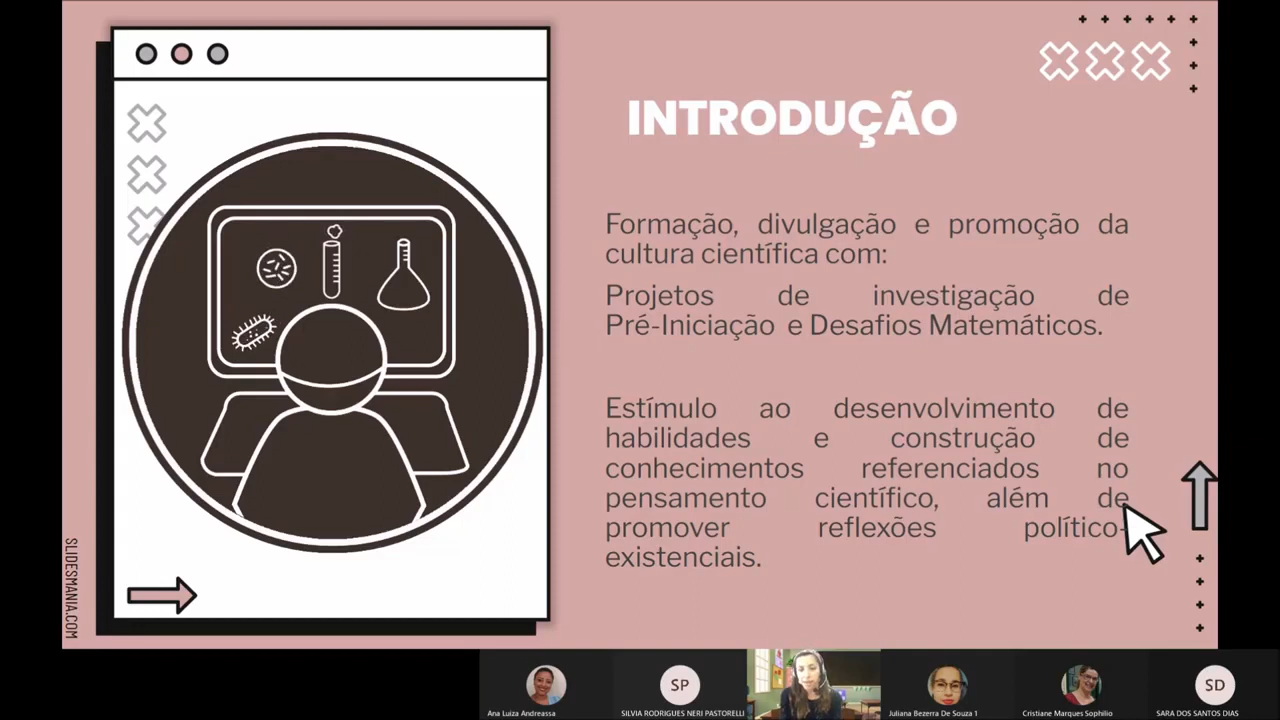 INTRODUÇÃO
Formação, divulgação e promoção da
cultura científica com:
Projetos de investigação de
Pré-Iniciação e Desafios Matemáticos.
Estímulo ao desenvolvimento de
habilidades e construção de
conhecimentos referenciados no
pensamento científico, além de
promover reflexões político-
existenciais.
SLIDESMANIA.COM
SP
SD
Ana Luiza Andreassa
SILVIA RODRIGUES NERI PASTORELLI
Juliana Bezerra De Souza 1
Cristiane Marques Sophilio
SARA DOS SANTOS DIAS